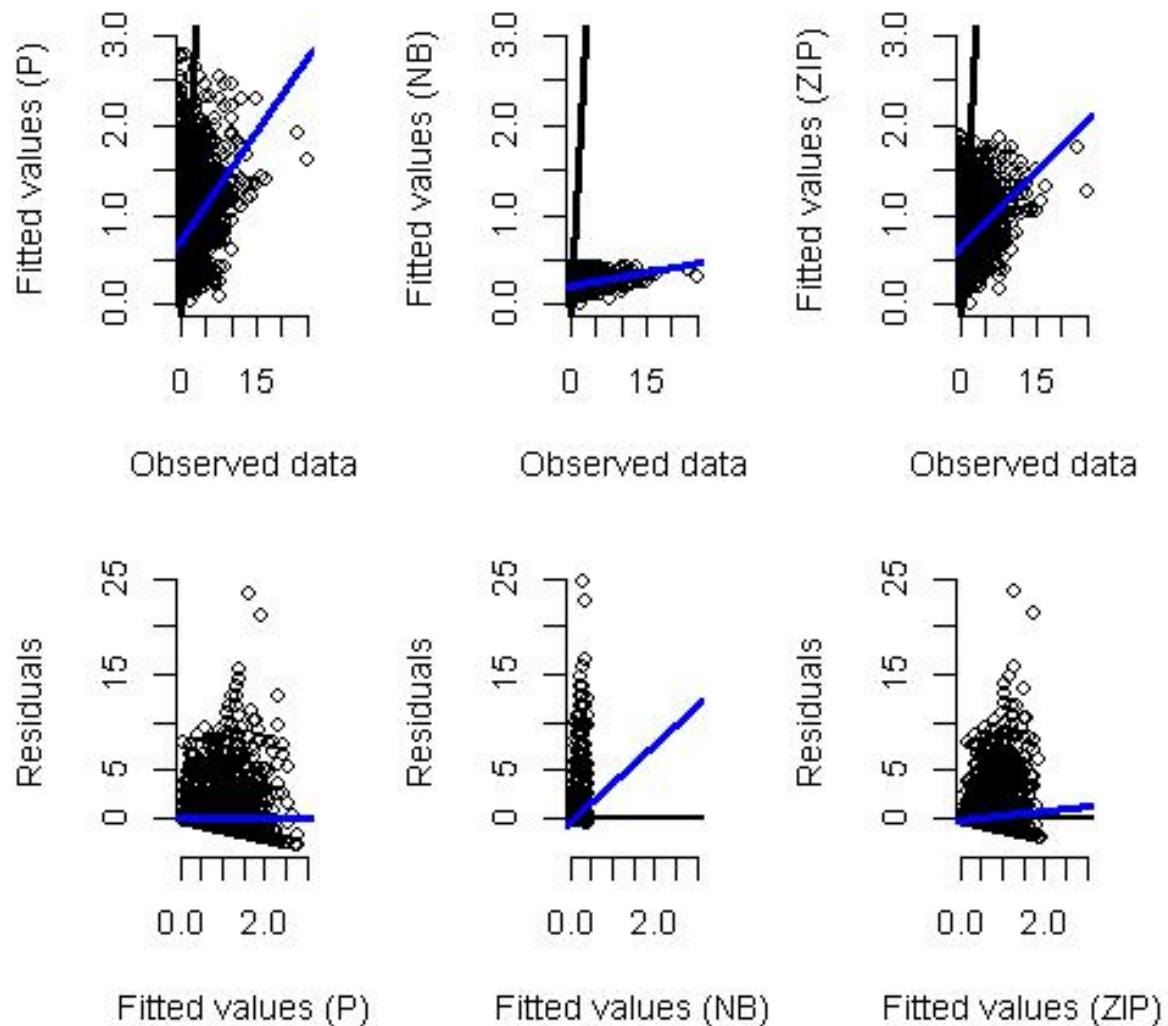 Fitted values (P)
0.0 1.0 2.0 3.0
0 15
Observed data
Fitted values (NB)
0.0 1.0 2.0 3.0
0 15
Observed data
Fitted values (ZIP)
0.0 1.0 2.0 3.0
0 15
Observed data
Residuals
0 5 15 25
0.0 2.0
Fitted values (P)
Residuals
0 5 15 25
0.0 2.0
Fitted values (NB)
Residuals
0 5 15 25
0.0 2.0
Fitted values (ZIP)